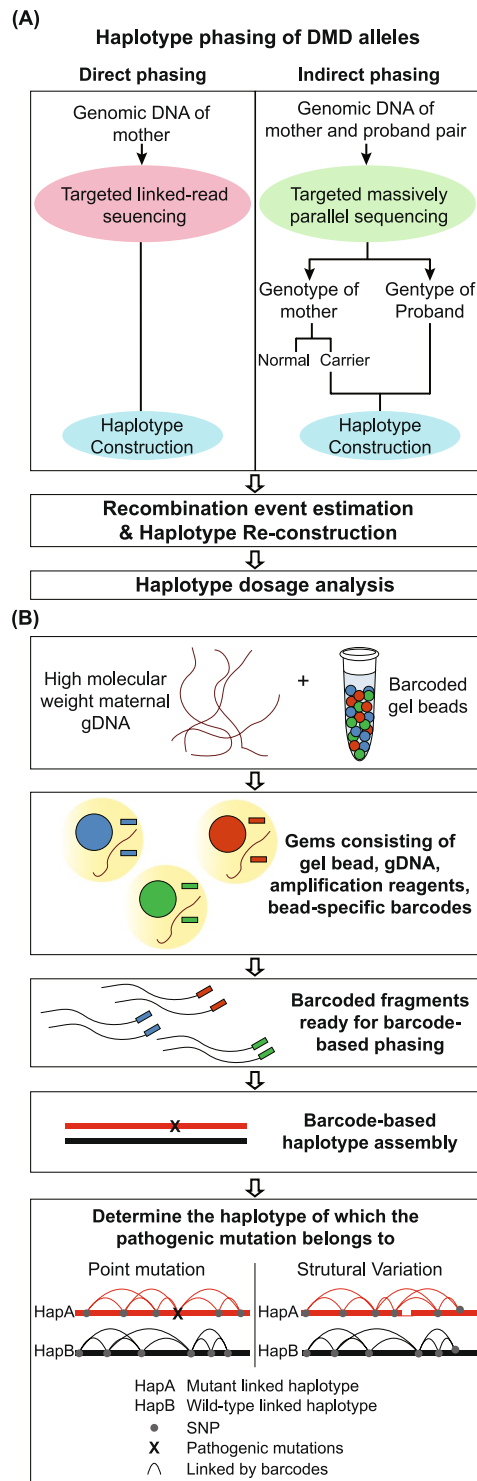 (A)
Haplotype phasing of DMD alleles
Direct phasing
Indirect phasing
Genomic DNA of
mother
Genomic DNA of
mother and proband pair
Targeted linked-read
seuencing
Targeted massively
parallel sequencing
Genotype of
mother
Gentype of
Proband
Normal
Carrier
Haplotype
Construction
Haplotype
Construction
Recombination event estimation
& Haplotype Re-construction
Haplotype dosage analysis
(B)
High molecular
weight maternal
gDNA
+
Barcoded
gel beads
Gems consisting of
gel bead, gDNA,
amplification reagents,
bead-specific barcodes
Barcoded fragments
ready for barcode-
based phasing
X
Barcode-based
haplotype assembly
Determine the haplotype of which the
pathogenic mutation belongs to
Point mutation
Strutural Variation
HapA
X
HapB
HapA
HapB
HapA Mutant linked haplotype
HapB Wild-type linked haplotype
SNP
X Pathogenic mutations
Linked by barcodes